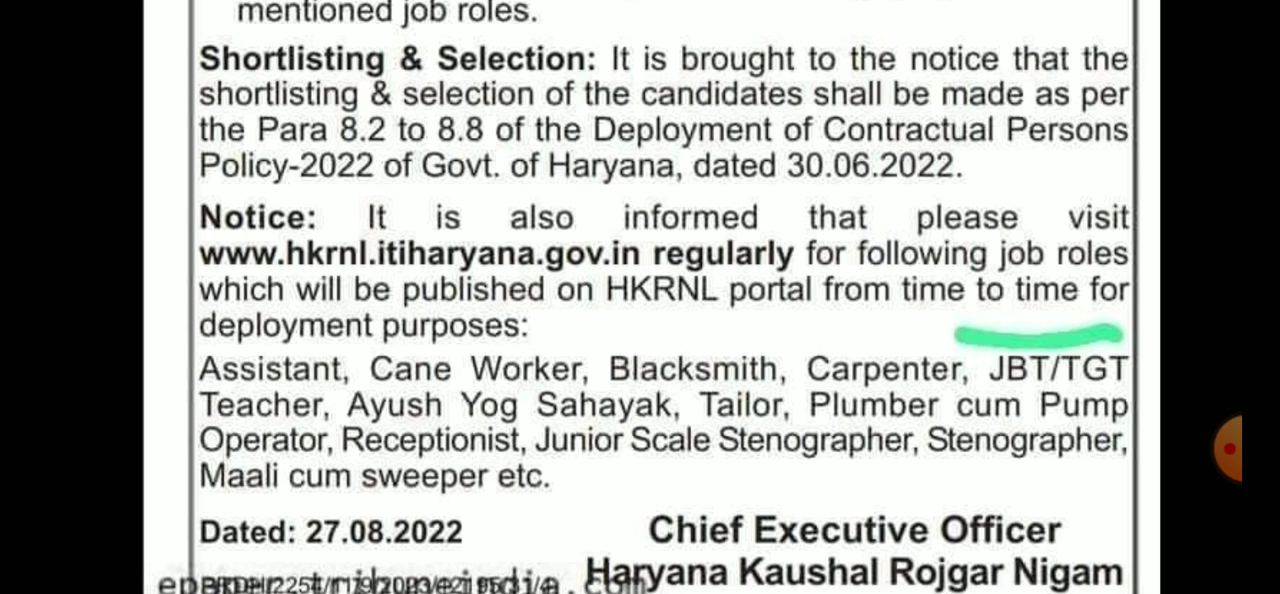 mentioned job roles.
Shortlisting & Selection: It is brought to the notice that the
shortlisting & selection of the candidates shall be made as per
the Para 8.2 to 8.8 of the Deployment of Contractual Persons
Policy-2022 of Govt. of Haryana, dated 30.06.2022.
Notice: It is also informed that please visit
www.hkrnl.itiharyana.gov.in regularly for following job roles
which will be published on HKRNL portal from time to time for
deployment purposes:
Assistant, Cane Worker, Blacksmith, Carpenter, JBT/TGT
Teacher, Ayush Yog Sahayak, Tailor, Plumber cum Pump
Operator, Receptionist, Junior Scale Stenographer, Stenographer,
Maali cum sweeper etc.
Dated: 27.08.2022 Chief Executive Officer
Haryana Kaushal Rojgar Nigam